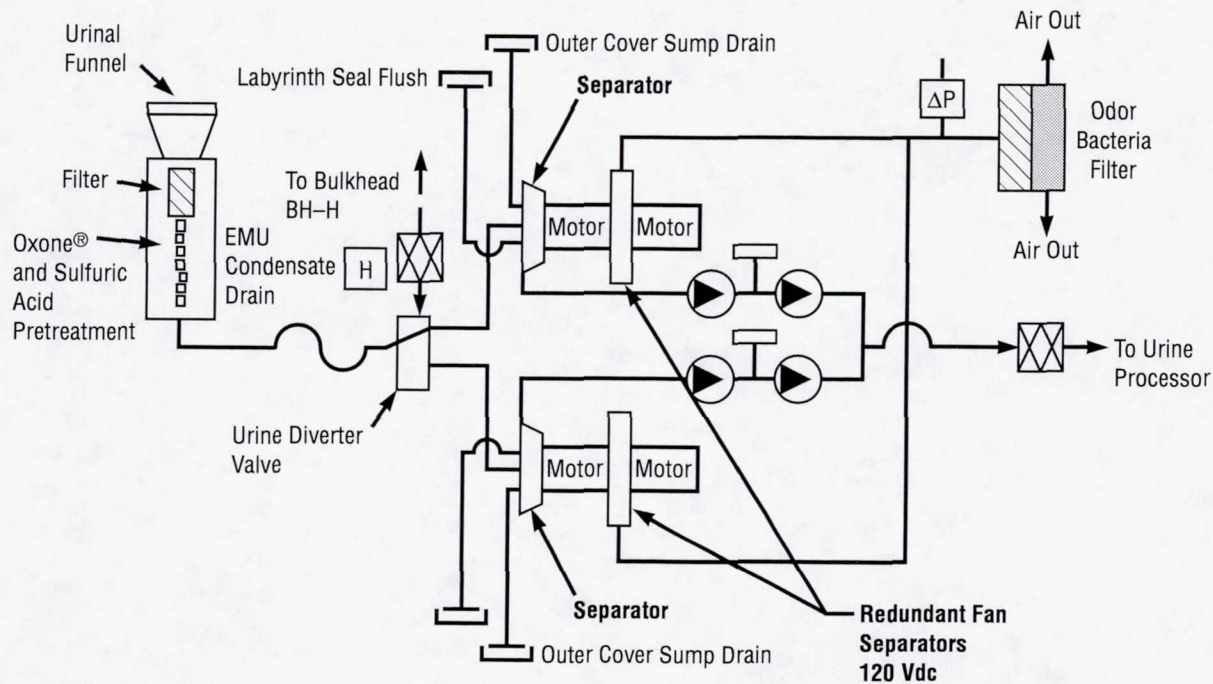 Urinal
Funnel
Filter
Oxone®
and Sulfuric
Acid
Pretreatment
EMU
Condensate
Drain
To Bulkhead
BH–H
H
Urine Diverter
Valve
Labyrinth Seal Flush
Outer Cover Sump Drain
Separator
Motor
Motor
ΔP
Air Out
Odor
Bacteria
Filter
Air Out
To Urine
Processor
Motor
Motor
Separator
Outer Cover Sump Drain
Redundant Fan
Separators
120 Vdc